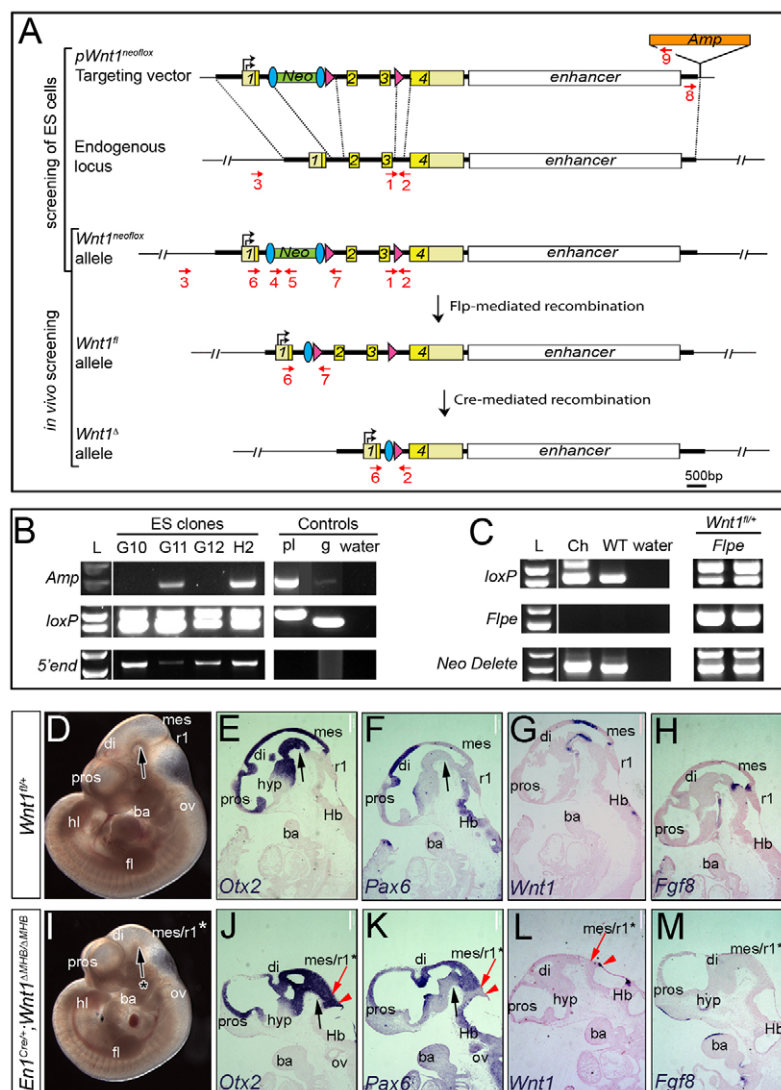 A
screening of ES cells
in vivo screening
pWnt1neoflox
Targeting vector
1
Neo
2
3
4
enhancer
Amp
9
8
Endogenous
locus
1
2
3
4
enhancer
3
1
2
Wnt1neoflox
allele
1
Neo
2
3
4
enhancer
3
6
4
5
7
1
2
Flp-mediated recombination
Wnt1fl
allele
1
2
3
4
enhancer
6
7
Cre-mediated recombination
Wnt1Δ
allele
1
4
enhancer
6
2
500bp
B
ES clones
Controls
L G10 G11 G12 H2 pl g water
Amp
loxP
5'end
C
Wnt1fl/+
L Ch WT water Flpe
loxP
Flpe
Neo Delete
Wnt1fl/+
D
mes
r1
di
pros
ba
ov
hl
fl
E
mes
di
r1
hyp
pros
Hb
ba
Otx2
F
mes
di
r1
pros
Hb
ba
Pax6
G
mes
di
r1
pros
Hb
ba
Wnt1
H
mes
di
r1
pros
Hb
ba
Fgf8
En1Cre/+;Wnt1ΔMHB/ΔMHB
I
di
mes/r1*
pros
*
hl
ba
ov
fl
J
mes/r1*
di
pros
hyp
Hb
ba
ov
Otx2
K
mes/r1*
di
pros
hyp
Hb
ba
ov
Pax6
L
mes/r1*
di
hyp
pros
Hb
ba
Wnt1
M
mes/r1*
di
hyp
pros
Hb
ba
Fgf8